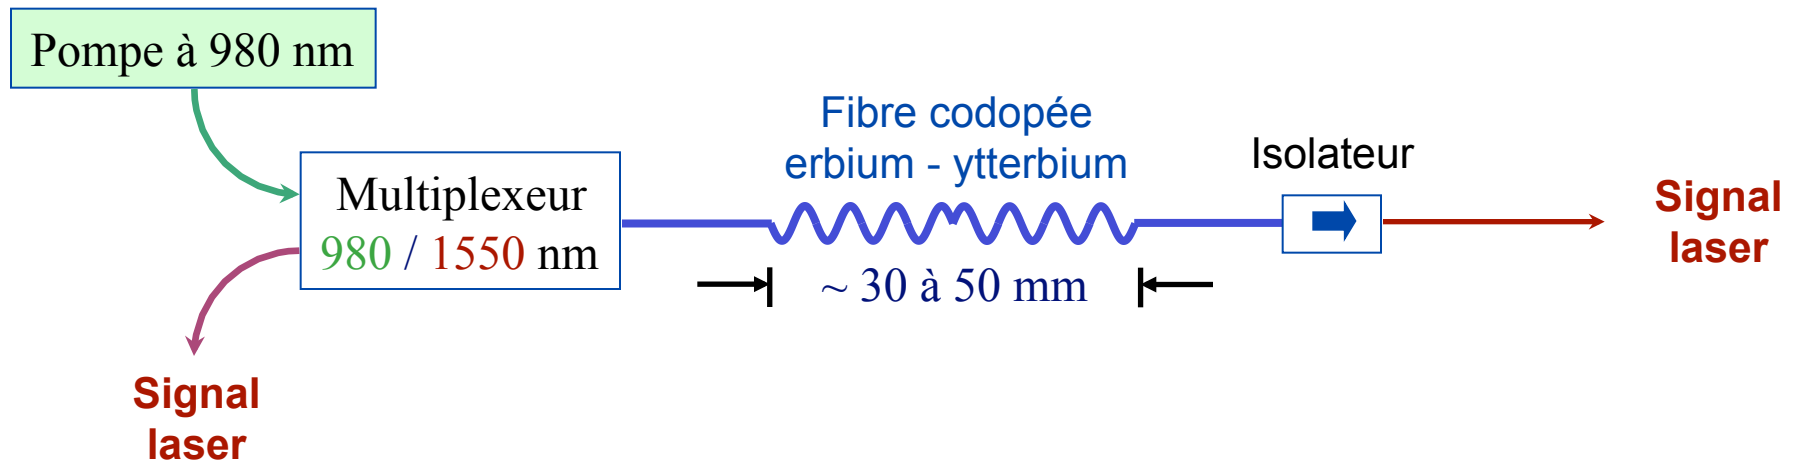 Pompe à 980 nm
Fibre codopée
erbium - ytterbium
Isolateur
Multiplexeur
980 / 1550 nm
Signal
laser
~ 30 à 50 mm
Signal
laser